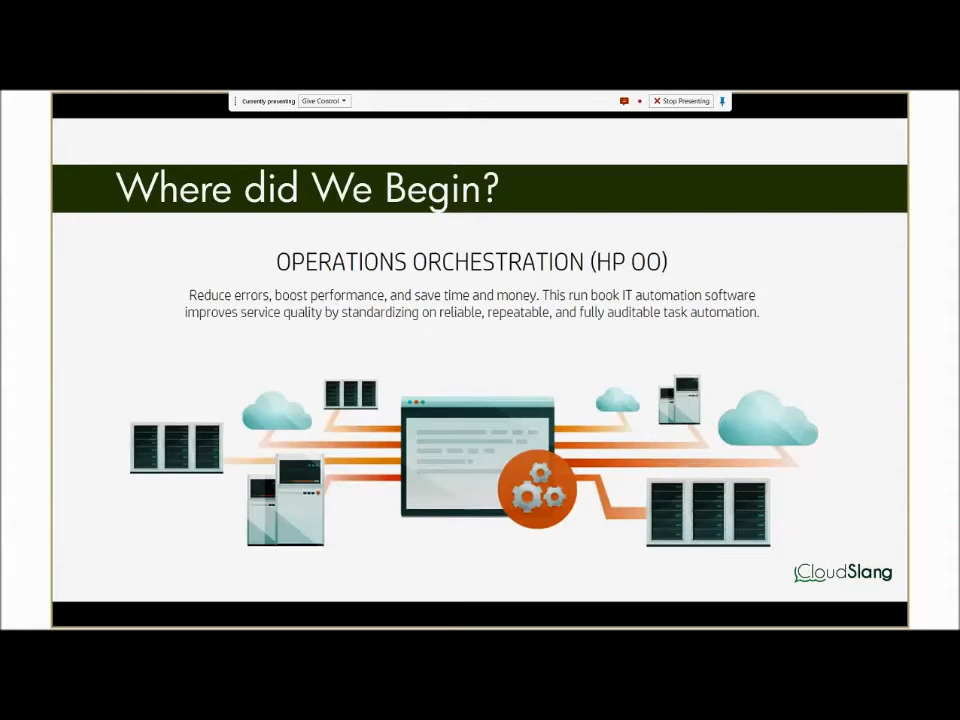 Currently presenting Give Control Stop Presenting
Where did We Begin?
OPERATIONS ORCHESTRATION (HP OO)
Reduce errors, boost performance, and save time and money. This run book IT automation software
improves service quality by standardizing on reliable, repeatable, and fully auditable task automation.
CloudSlang